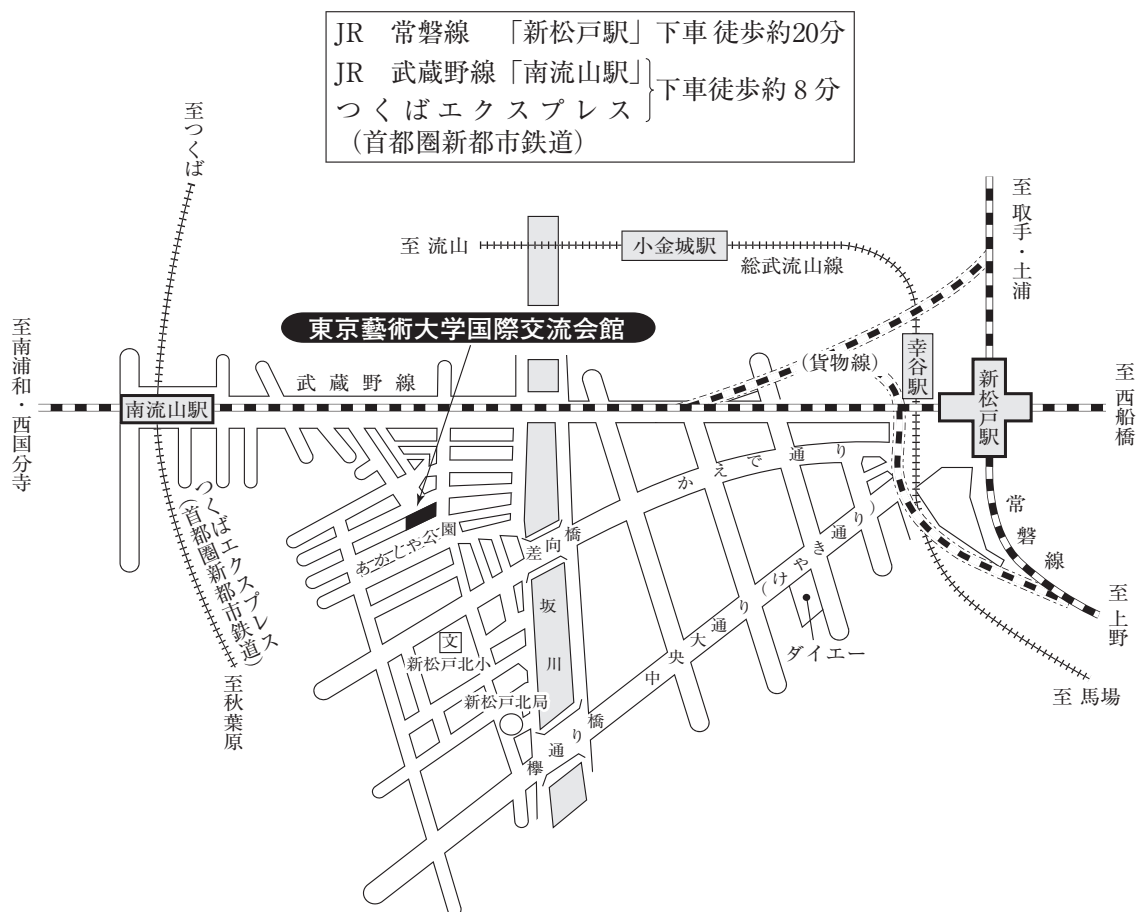 JR 常磐線 「新松戸駅」下車 徒歩約20分
JR 武蔵野線「南流山駅」
つくばエクスプレス
下車徒歩約8分
(首都圏新都市鉄道)
至つくば
至 流山
小金城駅
総武流山線
至 取手・土浦
東京藝術大学国際交流会館
至南浦和・西国分寺
武蔵野線
南流山駅
(貨物線)
幸谷駅
新松戸駅
至西船橋
つくばエクスプレス
(首都圏新都市鉄道)
至秋葉原
あかしや公園
かえで通り
差向橋
坂川
中央大通り(けやき通り)
常磐線
至上野
ダイエー
至 馬場
文
新松戸北小
新松戸北局
欅通り橋